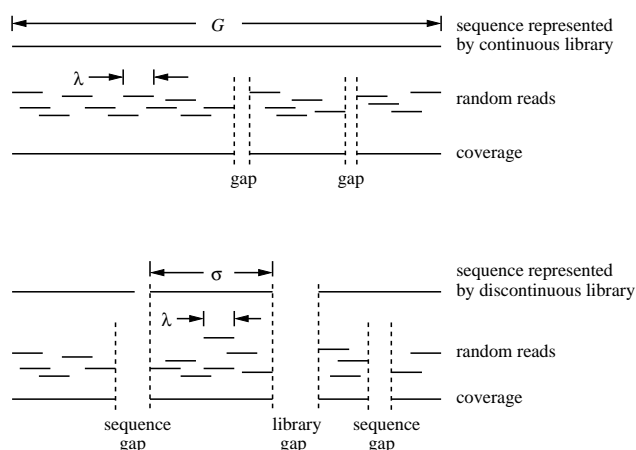 G
sequence represented
by continuous library
λ
random reads
coverage
gap
gap
σ
sequence represented
by discontinuous library
λ
random reads
coverage
sequence
gap
library
gap
sequence
gap